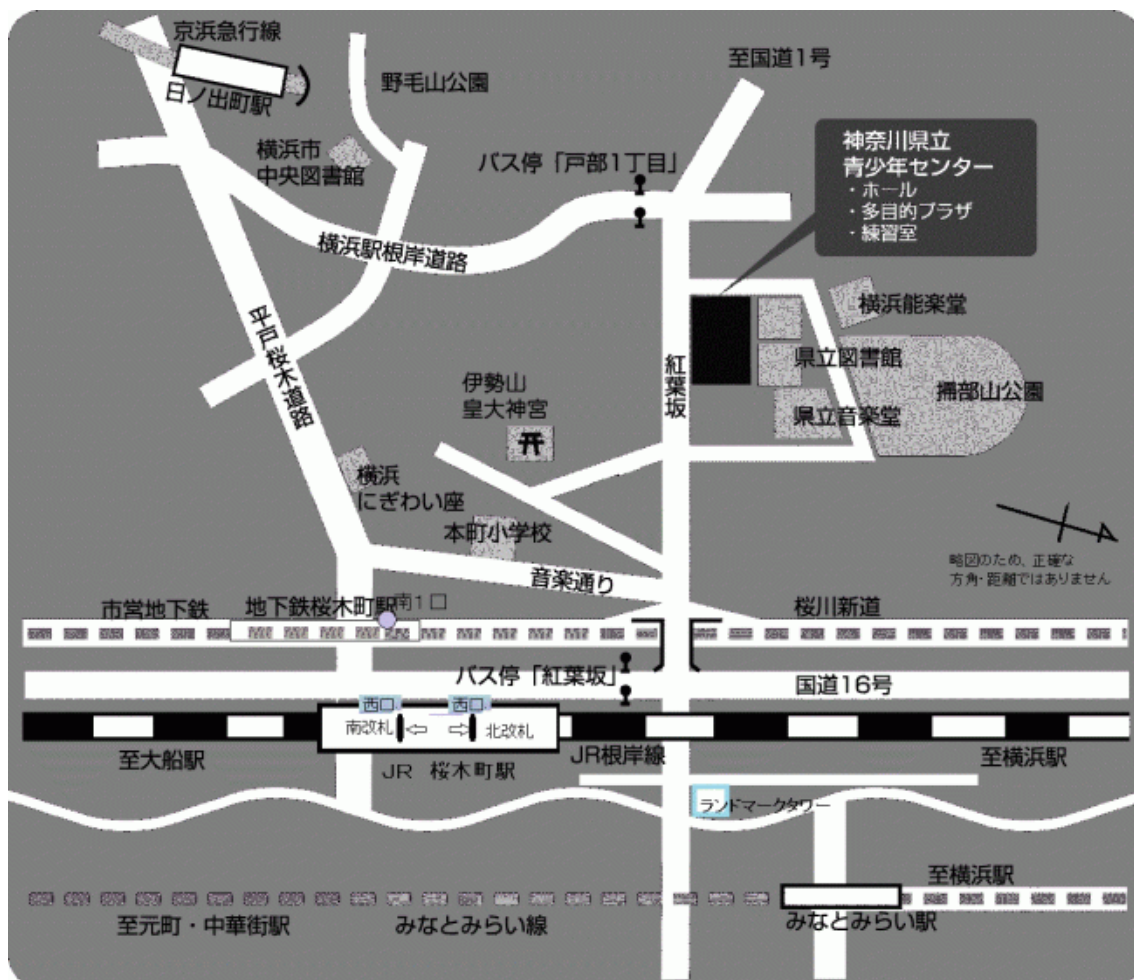 京浜急行線
日ノ出町駅
野毛山公園
至国道1号
横浜市
中央図書館
バス停「戸部1丁目」
神奈川県立
青少年センター
・ホール
・多目的プラザ
・練習室
横浜駅根岸道路
平戸桜木道路
紅葉坂
横浜能楽堂
県立図書館
掃部山公園
県立音楽堂
伊勢山
皇大神宮
横浜
にぎわい座
本町小学校
音楽通り
略図のため、正確な
方角・距離ではありません
市営地下鉄
地下鉄桜木町駅
南1口
桜川新道
バス停「紅葉坂」
国道16号
西口
西口
南改札
北改札
至大船駅
JR 桜木町駅
JR根岸線
至横浜駅
ランドマークタワー
至横浜駅
至元町・中華街駅
みなとみらい線
みなとみらい駅